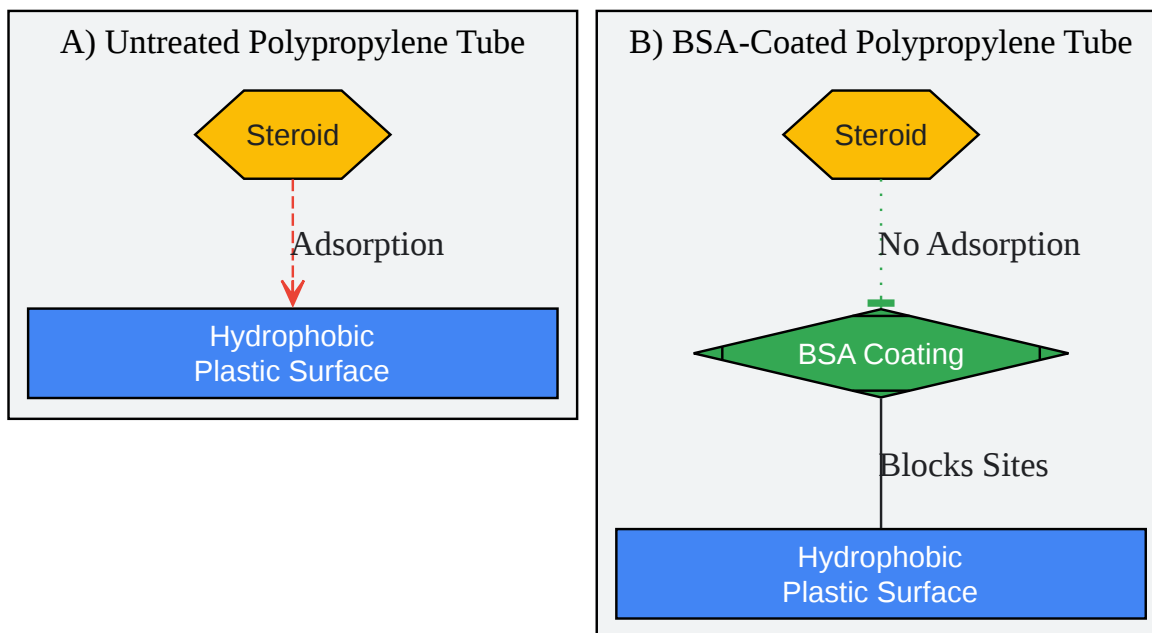 A) Untreated Polypropylene Tube
Steroid
Adsorption
Hydrophobic
Plastic Surface
B) BSA-Coated Polypropylene Tube
Steroid
No Adsorption
BSA Coating
Blocks Sites
Hydrophobic
Plastic Surface